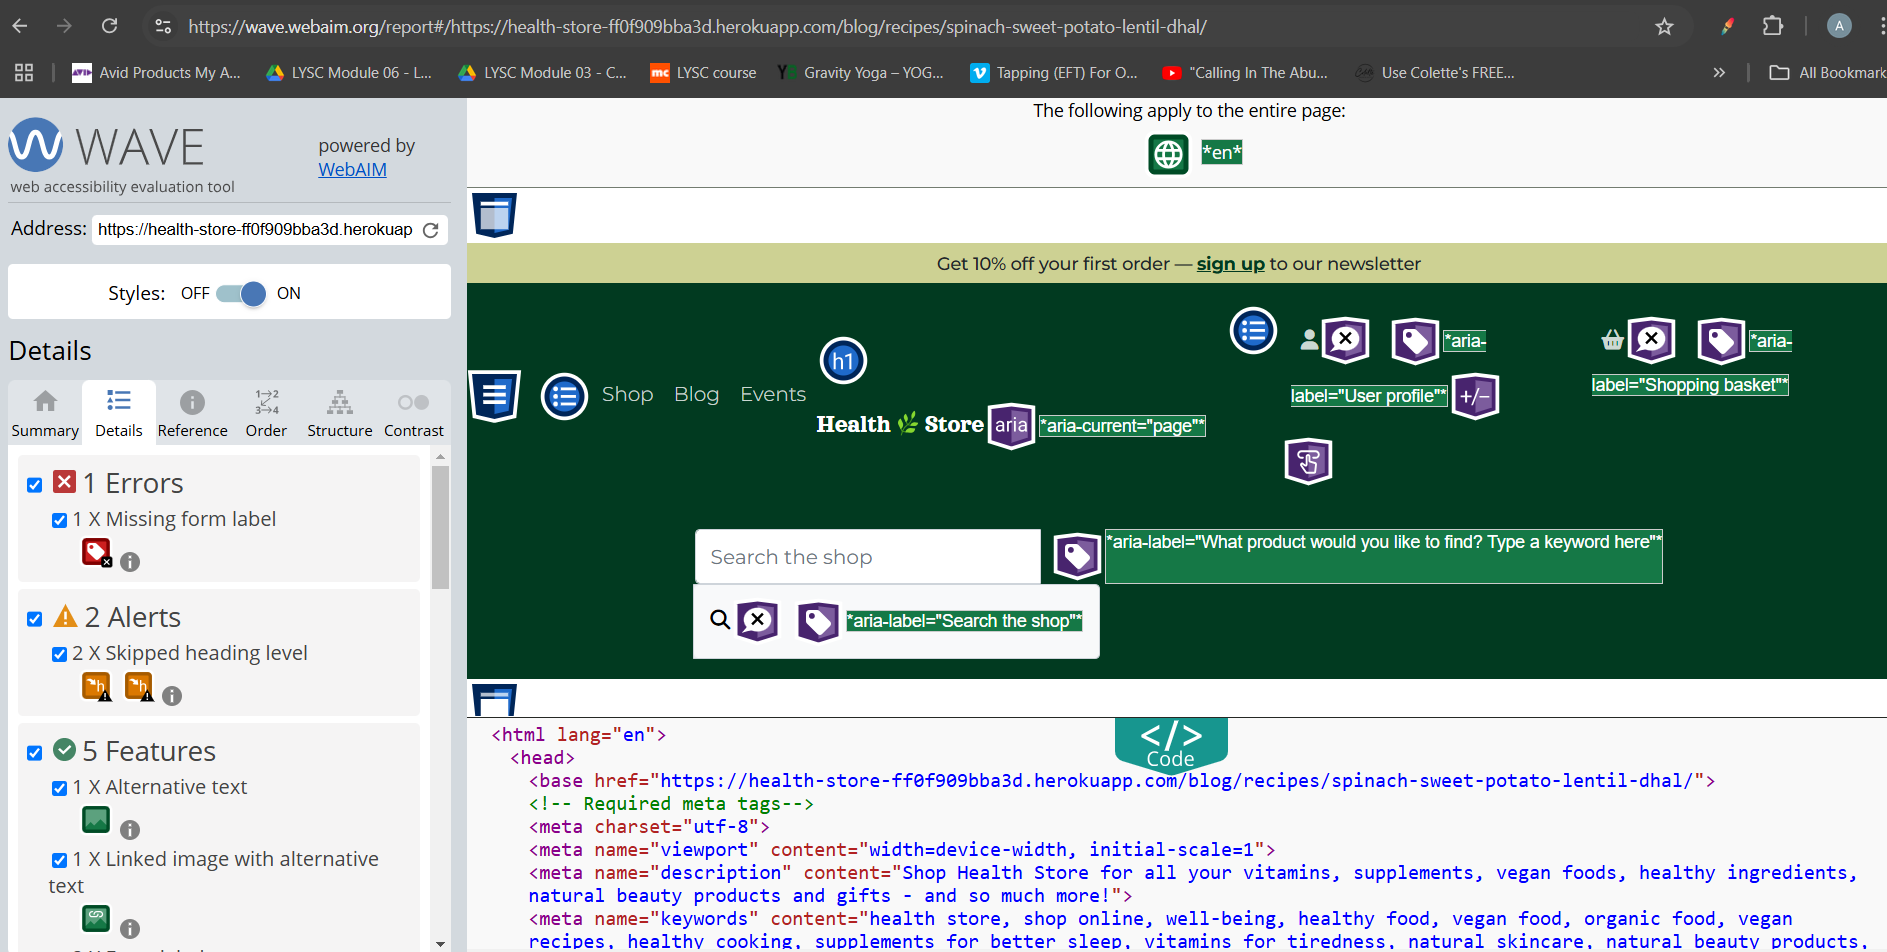 https://wave.webaim.org/report#/https://health-store-ff0f909bba3d.herokuapp.com/blog/recipes/spinach-sweet-potato-lentil-dhal/
A
AVID Avid Products My A...
LYSC Module 06 - L...
LYSC Module 03 - C...
mc LYSC course
Gravity Yoga – YOG...
Tapping (EFT) For O...
"Calling In The Abu...
Use Colette's FREE...
»
All Bookmark
WAVE
powered by
WebAIM
web accessibility evaluation tool
Address: https://health-store-ff0f909bba3d.herokuap
Styles: OFF ON
Details
Summary Details Reference Order Structure Contrast
1 Errors
1 X Missing form label
2 Alerts
2 X Skipped heading level
5 Features
1 X Alternative text
1 X Linked image with alternative
text
The following apply to the entire page:
*en*
Get 10% off your first order — sign up to our newsletter
Shop Blog Events
h1
Health Store aria *aria-current="page"*
*aria-
label="User profile"* +/-
*aria-
label="Shopping basket"*
Search the shop
*aria-label="What product would you like to find? Type a keyword here"*
*aria-label="Search the shop"*
</>
Code
<html lang="en">
<head>
<base href="https://health-store-ff0f909bba3d.herokuapp.com/blog/recipes/spinach-sweet-potato-lentil-dhal/">
<!-- Required meta tags-->
<meta charset="utf-8">
<meta name="viewport" content="width=device-width, initial-scale=1">
<meta name="description" content="Shop Health Store for all your vitamins, supplements, vegan foods, healthy ingredients,
natural beauty products and gifts - and so much more!">
<meta name="keywords" content="health store, shop online, well-being, healthy food, vegan food, organic food, vegan
recipes, healthy cooking, supplements for better sleep, vitamins for tiredness, natural skincare, natural beauty products,